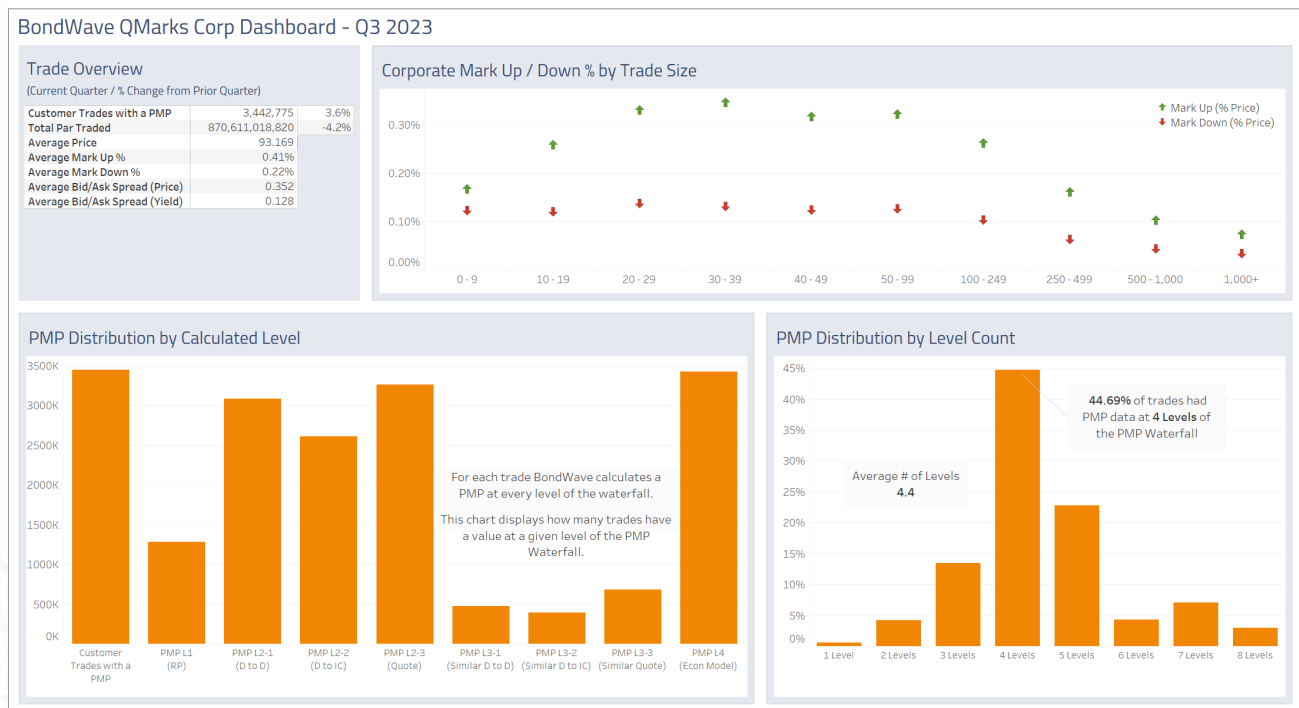 BondWave QMarks Corp Dashboard - Q3 2023
Trade Overview
(Current Quarter / % Change from Prior Quarter)
Customer Trades with a PMP 3,442,775 3.6%
Total Par Traded 870,611,018,820 -4.2%
Average Price 93.169
Average Mark Up % 0.41%
Average Mark Down % 0.22%
Average Bid/Ask Spread (Price) 0.352
Average Bid/Ask Spread (Yield) 0.128
Corporate Mark Up / Down % by Trade Size
Mark Up (% Price)
Mark Down (% Price)
0.30%
0.20%
0.10%
0.00%
0 - 9 10 - 19 20 - 29 30 - 39 40 - 49 50 - 99 100 - 249 250 - 499 500 - 1,000 1,000+
PMP Distribution by Calculated Level
3500K
3000K
2500K
2000K
1500K
1000K
500K
0K
For each trade BondWave calculates a
PMP at every level of the waterfall.
This chart displays how many trades have
a value at a given level of the PMP
Waterfall.
Customer PMP L1 PMP L2-1 PMP L2-2 PMP L2-3 PMP L3-1 PMP L3-2 PMP L3-3 PMP L4
Trades with a (RP) (D to D) (D to IC) (Quote) (Similar D to D) (Similar D to IC) (Similar Quote) (Econ Model)
PMP
PMP Distribution by Level Count
45%
40%
35%
30%
25%
20%
15%
10%
5%
0%
44.69% of trades had
PMP data at 4 Levels of
the PMP Waterfall
Average # of Levels
4.4
1 Level 2 Levels 3 Levels 4 Levels 5 Levels 6 Levels 7 Levels 8 Levels